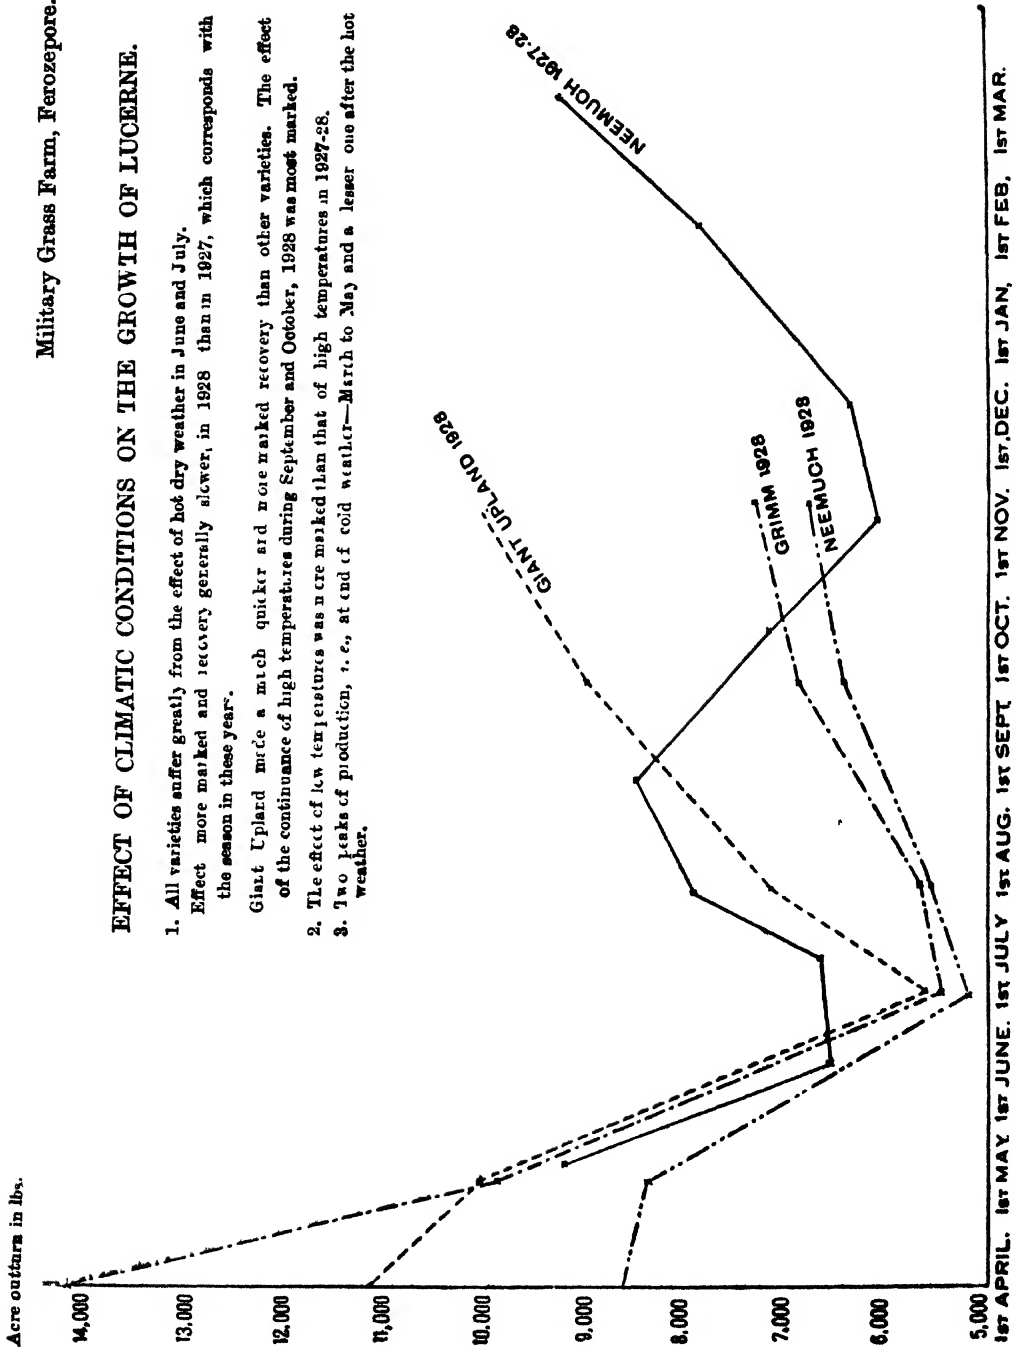 Military Grass Farm, Ferozepore.
EFFECT OF CLIMATIC CONDITIONS ON THE GROWTH OF LUCERNE.
1. All varieties suffer greatly from the effect of hot dry weather in June and July.
Effect more marked and recovery generally slower, in 1928 than in 1927, which corresponds with
the season in these years.
Giant Upland made a much quicker and more marked recovery than other varieties. The effect
of the continuance of high temperatures during September and October, 1928 was most marked.
2. The effect of low temperatures was more marked than that of high temperatures in 1927-28.
3. Two peaks of production, i. e., at end of cold weather—March to May and a lesser one after the hot
weather.
Acre outturn in lbs.
14,000
13.000
12,000
11,000
10.000
9.000
8.000
7.000
6.000
5.000
NEEMUCH 1927-28
GIANT UPLAND 1928
GRIMM 1928
NEEMUCH 1928
1ST APRIL. 1ST MAY 1ST JUNE. 1ST JULY 1ST AUG. 1ST SEPT. 1ST OCT. 1ST NOV. 1ST.DEC. 1ST JAN, 1ST FEB, 1ST MAR.